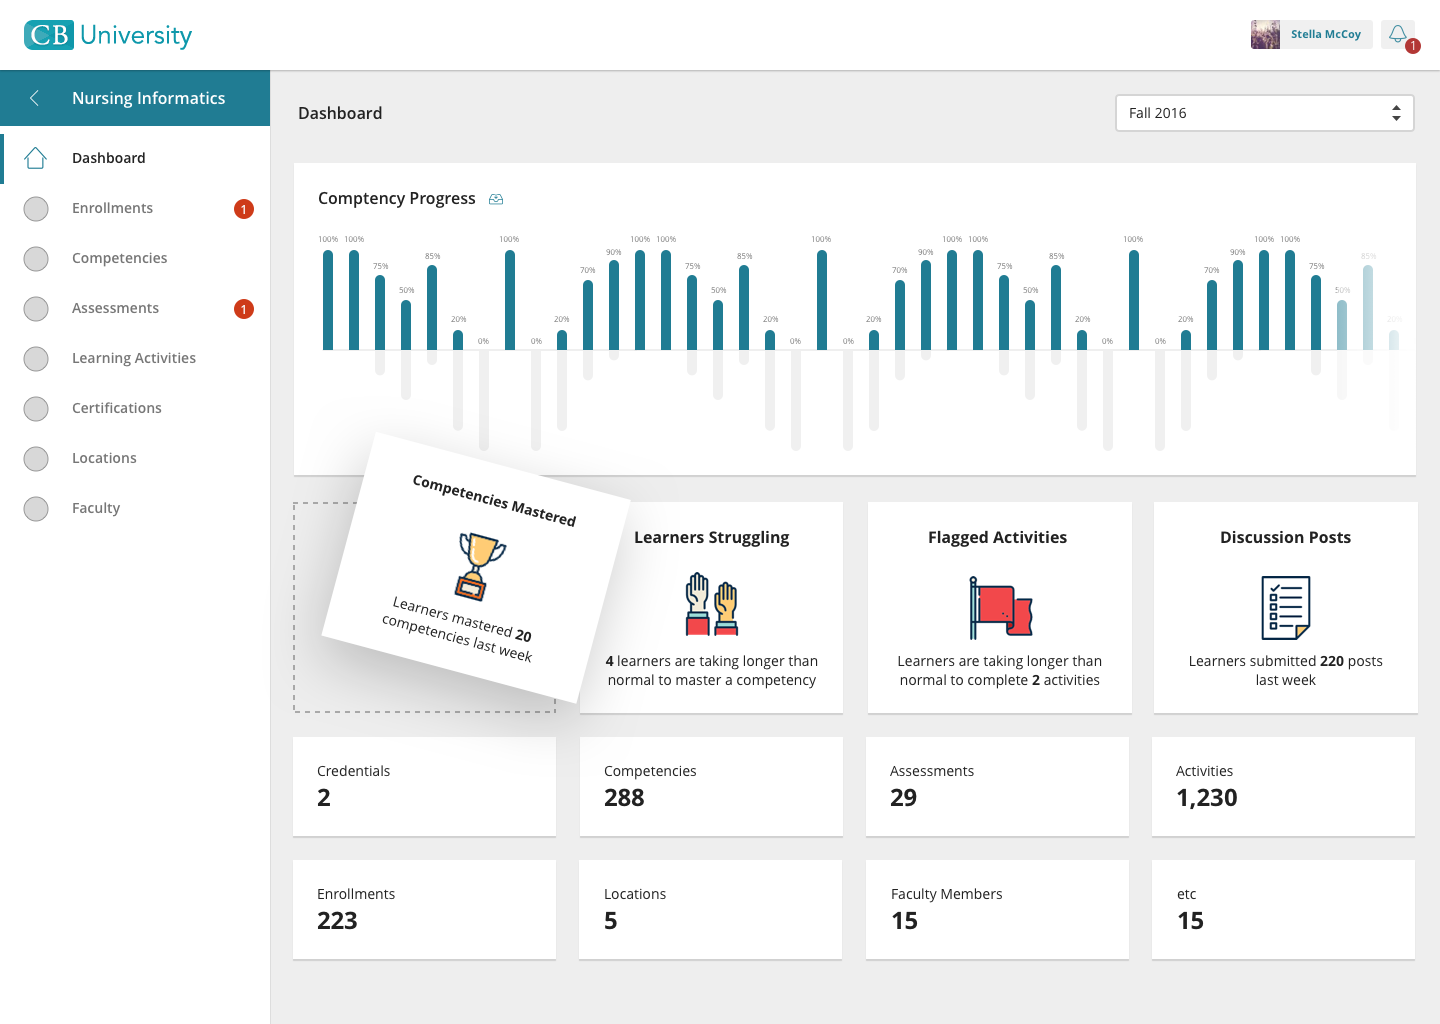 CB University
Stella McCoy
1
Nursing Informatics
Dashboard
Enrollments 1
Competencies
Assessments 1
Learning Activities
Certifications
Locations
Faculty
Dashboard
Fall 2016
Comptency Progress
100% 100% 75% 50% 85% 20% 0% 100% 0% 20% 70% 90% 100% 100% 75% 50% 85% 20% 0% 100% 0% 20% 70% 90% 100% 100% 75% 50% 85% 20% 0% 100% 0% 20% 70% 90% 100% 100% 75% 50% 85% 20%
Competencies Mastered
Learners mastered 20
competencies last week
Learners Struggling
4 learners are taking longer than
normal to master a competency
Flagged Activities
Learners are taking longer than
normal to complete 2 activities
Discussion Posts
Learners submitted 220 posts
last week
Credentials
2
Competencies
288
Assessments
29
Activities
1,230
Enrollments
223
Locations
5
Faculty Members
15
etc
15